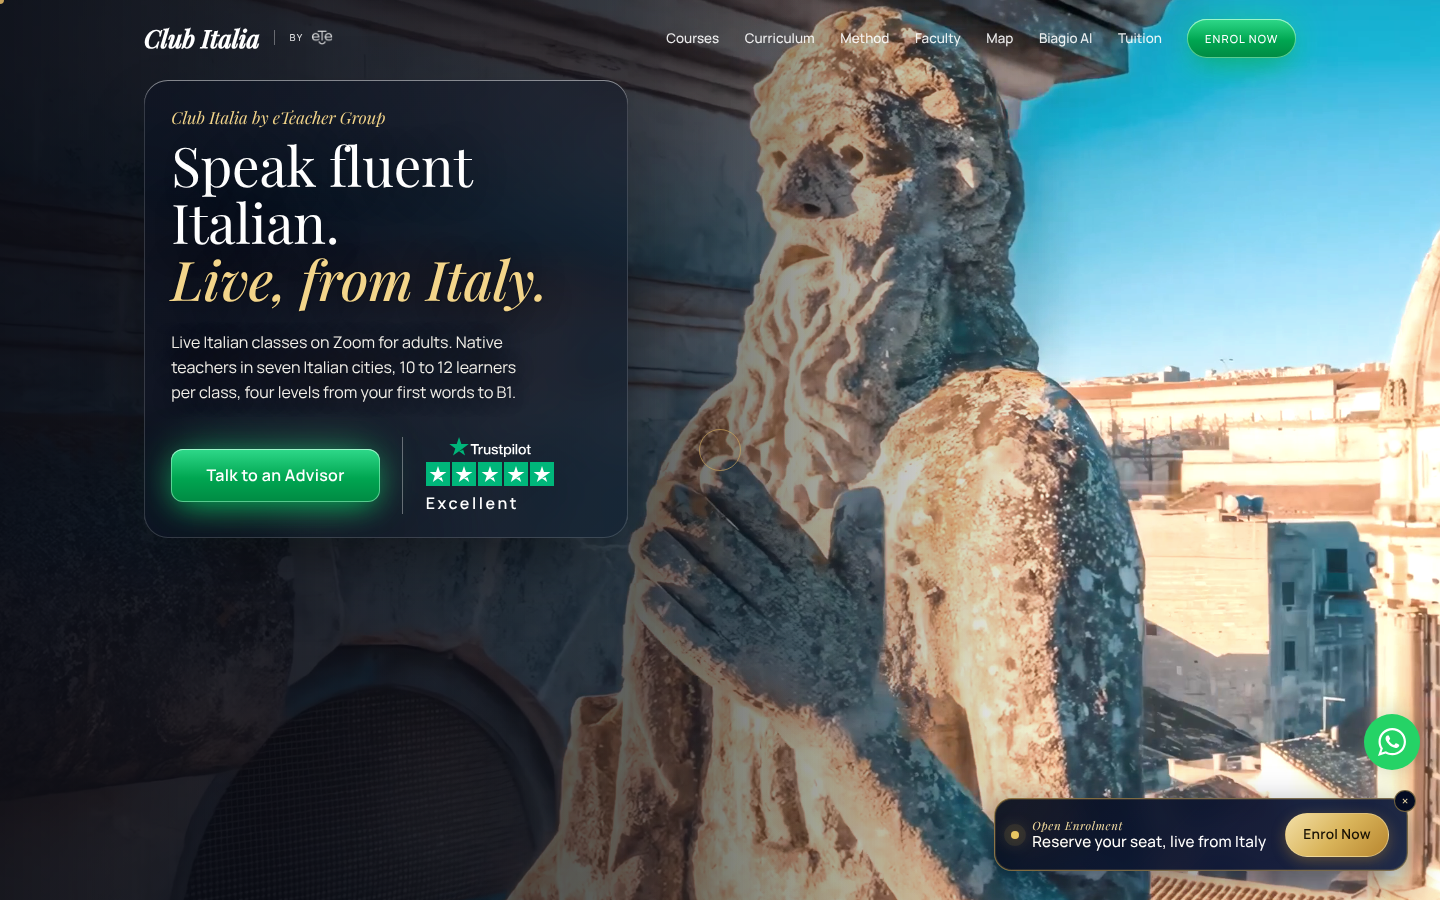 Club Italia
BY eTe
Courses
Curriculum
Method
Faculty
Map
Biagio AI
Tuition
ENROL NOW
Club Italia by eTeacher Group
Speak fluent
Italian.
Live, from Italy.
Live Italian classes on Zoom for adults. Native
teachers in seven Italian cities, 10 to 12 learners
per class, four levels from your first words to B1.
Talk to an Advisor
Trustpilot
Excellent
Open Enrolment
Reserve your seat, live from Italy
Enrol Now